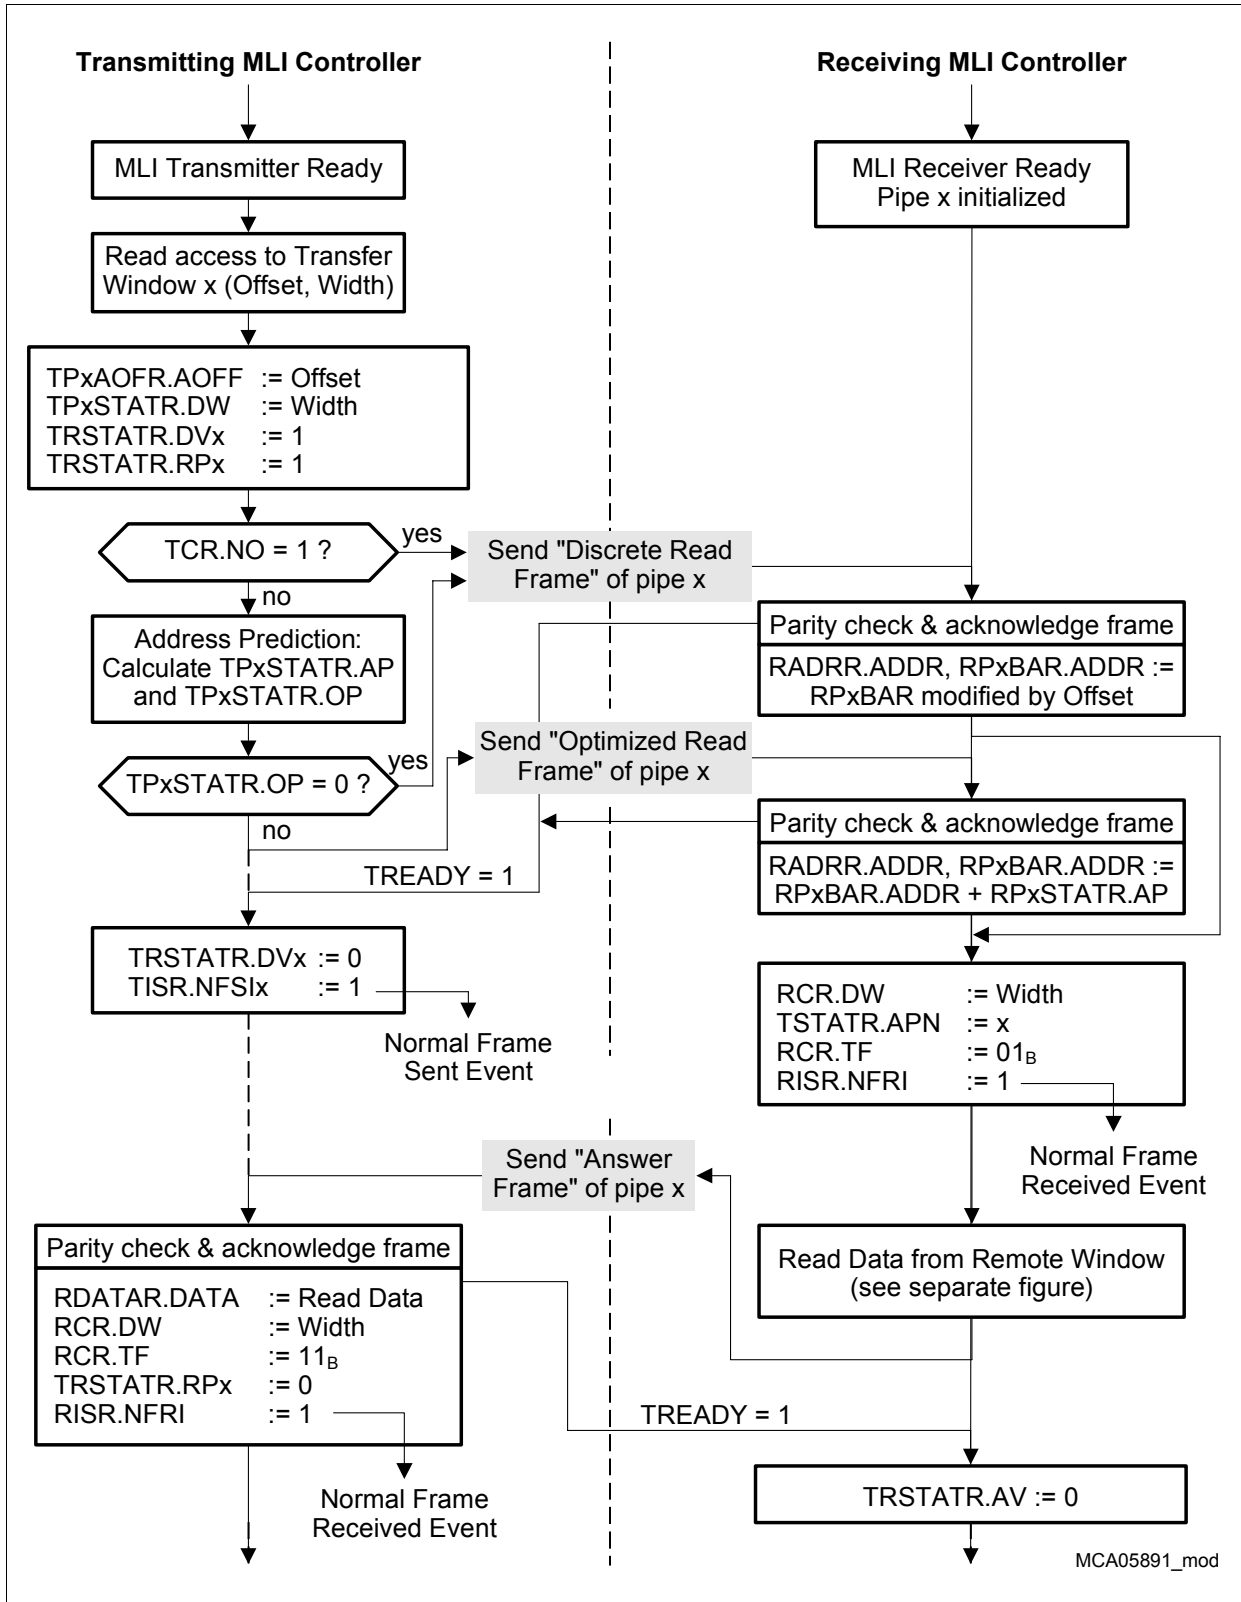 Transmitting MLI Controller
Receiving MLI Controller
MLI Transmitter Ready
MLI Receiver Ready
Pipe x initialized
Read access to Transfer
Window x (Offset, Width)
TPxAOFR.AOFF := Offset
TPxSTATR.DW := Width
TRSTATR.DVx := 1
TRSTATR.RPx := 1
TCR.NO = 1 ?
yes
no
Send "Discrete Read
Frame" of pipe x
Address Prediction:
Calculate TPxSTATR.AP
and TPxSTATR.OP
Parity check & acknowledge frame
RADRR.ADDR, RPxBAR.ADDR :=
RPxBAR modified by Offset
TPxSTATR.OP = 0 ?
yes
no
Send "Optimized Read
Frame" of pipe x
Parity check & acknowledge frame
RADRR.ADDR, RPxBAR.ADDR :=
RPxBAR.ADDR + RPxSTATR.AP
TREADY = 1
TRSTATR.DVx := 0
TISR.NFSIx := 1
Normal Frame
Sent Event
RCR.DW := Width
TSTATR.APN := x
RCR.TF := 01B
RISR.NFRI := 1
Normal Frame
Received Event
Send "Answer
Frame" of pipe x
Read Data from Remote Window
(see separate figure)
Parity check & acknowledge frame
RDATAR.DATA := Read Data
RCR.DW := Width
RCR.TF := 11B
TRSTATR.RPx := 0
RISR.NFRI := 1
TREADY = 1
Normal Frame
Received Event
TRSTATR.AV := 0
MCA05891_mod